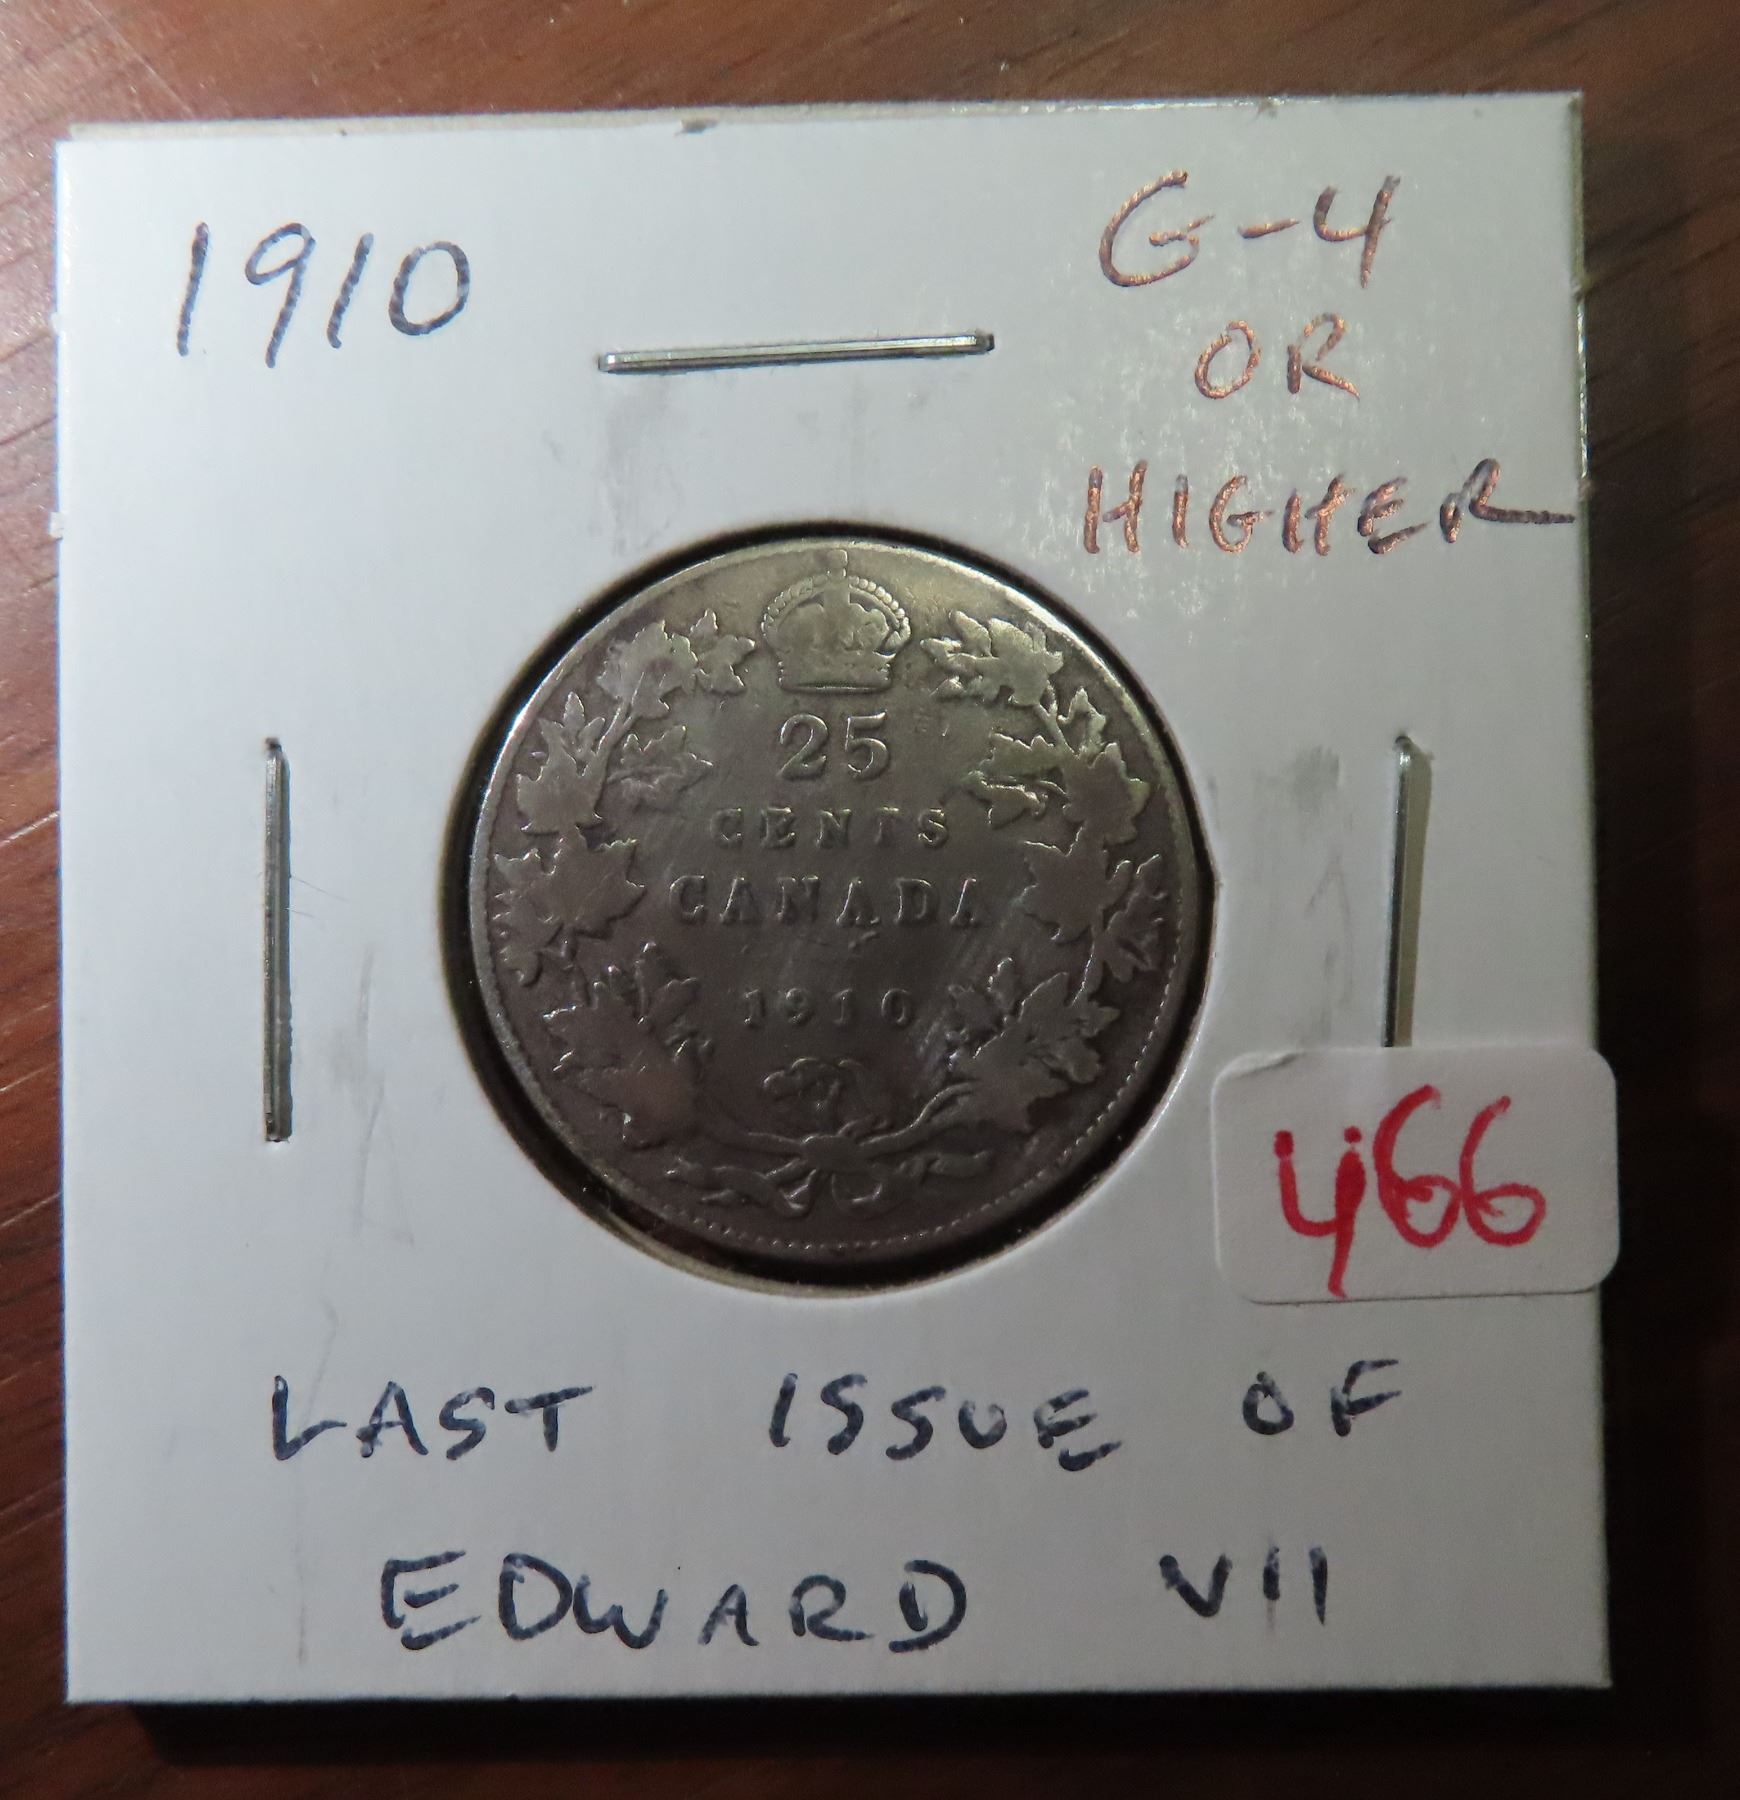 1910
G-4
OR
HIGHER
25
CENTS
CANADA
1910
466
LAST ISSUE OF
EDWARD VII